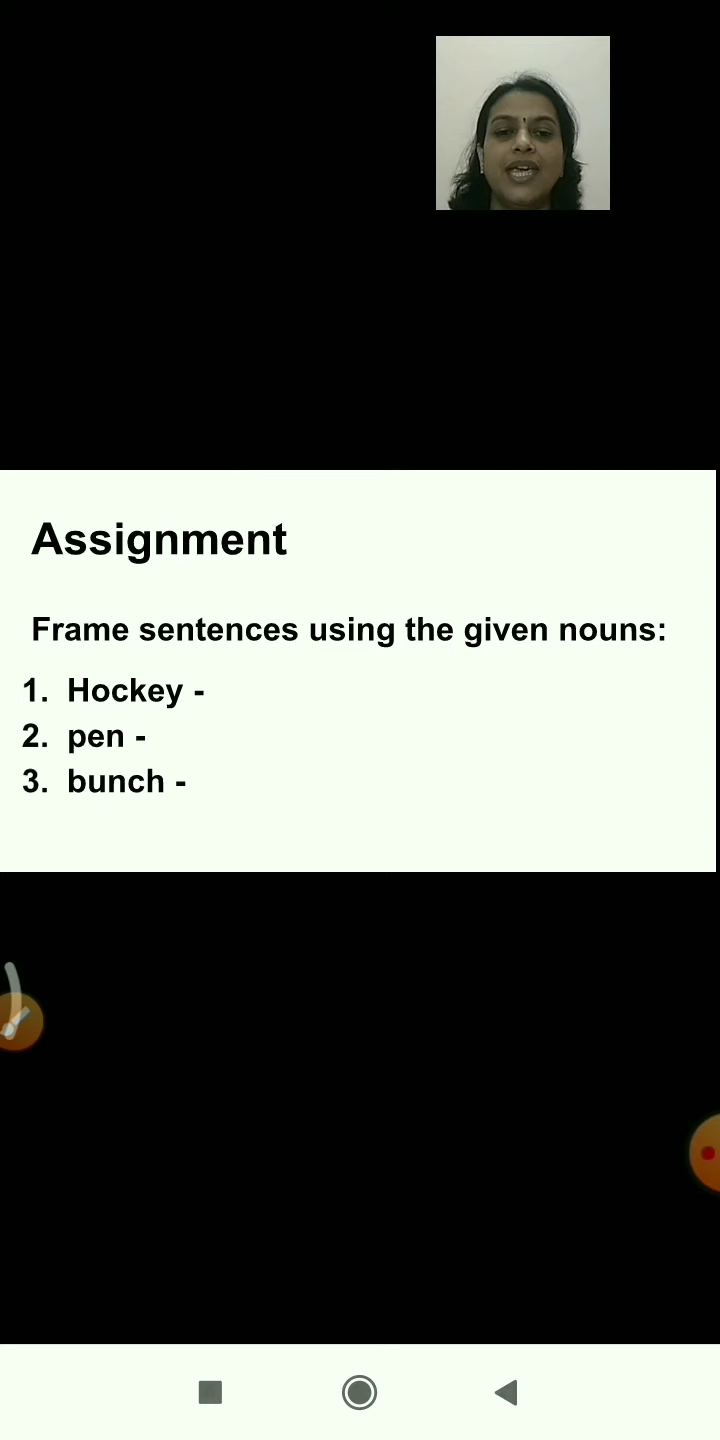 Assignment
Frame sentences using the given nouns:
1. Hockey -
2. pen -
3. bunch -